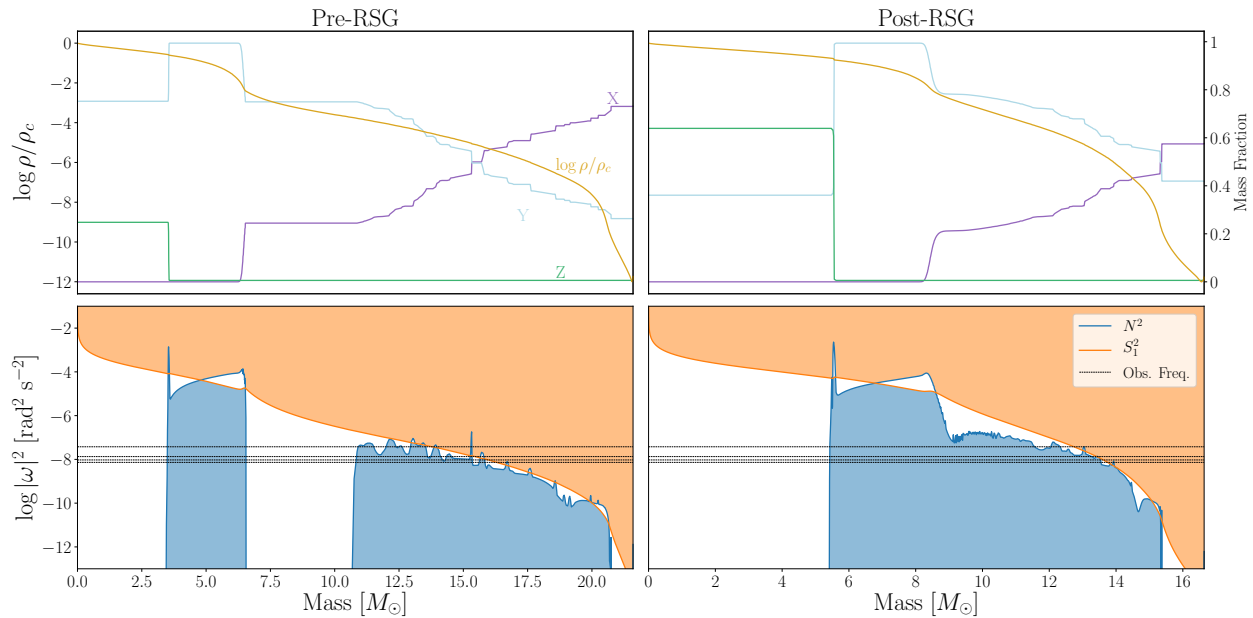 Pre-RSG
Post-RSG
log ρ/ρc
0
−2
−4
−6
−8
−10
−12
X
log ρ/ρc
Y
Z
1
0.8
0.6
0.4
0.2
0
Mass Fraction
log |ω|² [rad² s⁻²]
−2
−4
−6
−8
−10
−12
N²
S₁²
Obs. Freq.
0.0 2.5 5.0 7.5 10.0 12.5 15.0 17.5 20.0
0 2 4 6 8 10 12 14 16
Mass [M⊙]
Mass [M⊙]